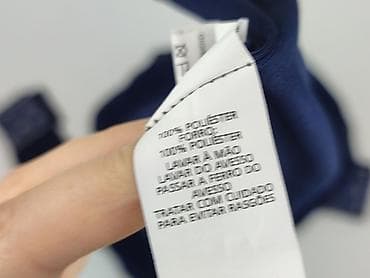 100% POLIÉSTER
FORRO:
100% POLIÉSTER
LAVAR À MÃO
LAVAR DO AVESSO
PASSAR A FERRO DO
AVESSO
TRATAR COM CUIDADO
PARA EVITAR RASGÕES